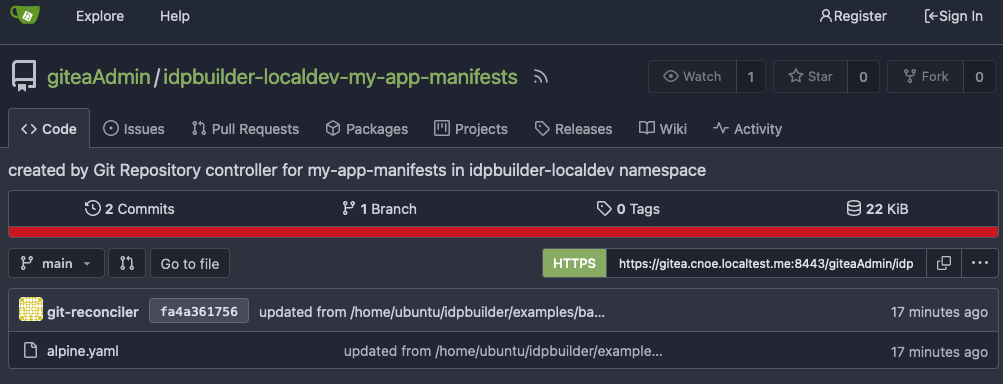 Explore Help Register Sign In
giteaAdmin/idpbuilder-localdev-my-app-manifests Watch 1 Star 0 Fork 0
Code Issues Pull Requests Packages Projects Releases Wiki Activity
created by Git Repository controller for my-app-manifests in idpbuilder-localdev namespace
2 Commits 1 Branch 0 Tags 22 KiB
main Go to file HTTPS https://gitea.cnoe.localtest.me:8443/giteaAdmin/idp
git-reconciler fa4a361756 updated from /home/ubuntu/idpbuilder/examples/ba... 17 minutes ago
alpine.yaml updated from /home/ubuntu/idpbuilder/example... 17 minutes ago